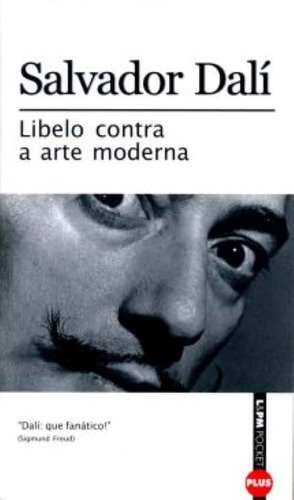 Salvador Dalí
Libelo contra
a arte moderna
"Dalí: que fanático!"
(Sigmund Freud)
L&PM POCKET
PLUS